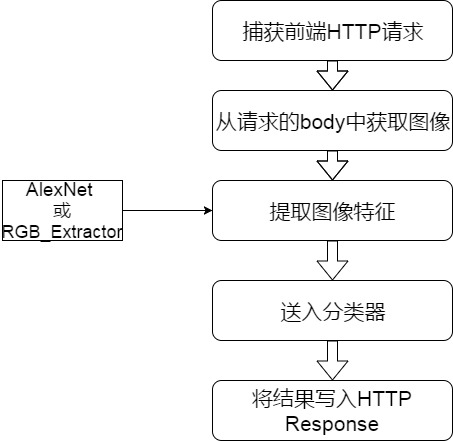 捕获前端HTTP请求
从请求的body中获取图像
AlexNet
或
RGB_Extractor
提取图像特征
送入分类器
将结果写入HTTP
Response